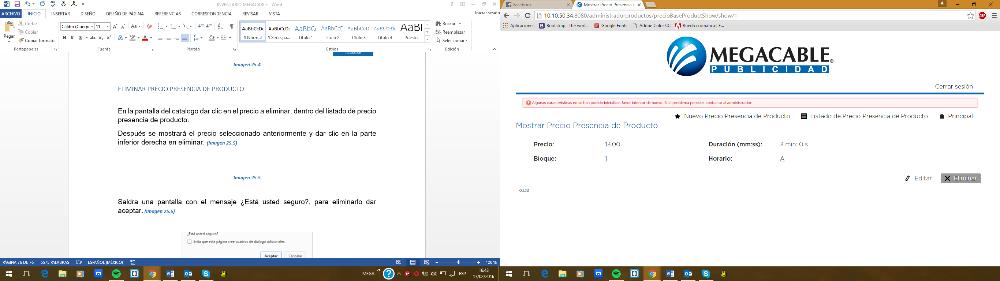 INVENTARIO MEGACABLE - Word
ARCHIVO INICIO INSERTAR DISEÑO DISEÑO DE PÁGINA REFERENCIAS CORRESPONDENCIA REVISAR VISTA Iniciar sesión
Pegar
Cortar
Copiar
Copiar formato
Portapapeles
Calibri (Cuerpo 11
N K S abc x₂ x²
Fuente
Párrafo
AaBbCcDc AaBbCcDc AaBbCc AaBbCcE AaBbCcD AaBbCcDc AaBl
¶ Normal ¶ Sin espa... Título 1 Título 2 Título 3 Título 4 Puesto
Estilos
Buscar
Reemplazar
Seleccionar
Edición
Actualizar
Imagen 25.4
ELIMINAR PRECIO PRESENCIA DE PRODUCTO
En la pantalla del catalogo dar clic en el precio a eliminar, dentro del listado de precio
presencia de producto.
Después se mostrará el precio seleccionado anteriormente y dar clic en la parte
inferior derecha en eliminar. (Imagen 25.5)
Imagen 25.5
Saldra una pantalla con el mensaje ¿Está usted seguro?, para eliminarlo dar
aceptar. (Imagen 25.6)
¿Está usted seguro?
Evita que esta página cree cuadros de diálogo adicionales.
Aceptar Cancelar
PÁGINA 76 DE 76 5575 PALABRAS ESPAÑOL (MÉXICO) 120 %
MEGA » ESP 16:43
17/02/2016
Facebook Mostrar Precio Presencia d
10.10.50.34:8080/administradorproductos/precioBaseProductShow/show/1
ABP
Aplicaciones Bootstrap · The worl... Google Fonts Adobe Color CC Rueda cromática | E...
MEGACABLE®
PUBLICIDAD
Cerrar sesión
Algunas características no se han podido inicializar, favor intentar de nuevo. Si el problema persiste, contactar al administrador.
Nuevo Precio Presencia de Producto Listado de Precio Presencia de Producto Principal
Mostrar Precio Presencia de Producto
Precio: 13.00 Duración (mm:ss): 3 min: 0 s
Bloque: 1 Horario: A
Editar Eliminar
0.1.23